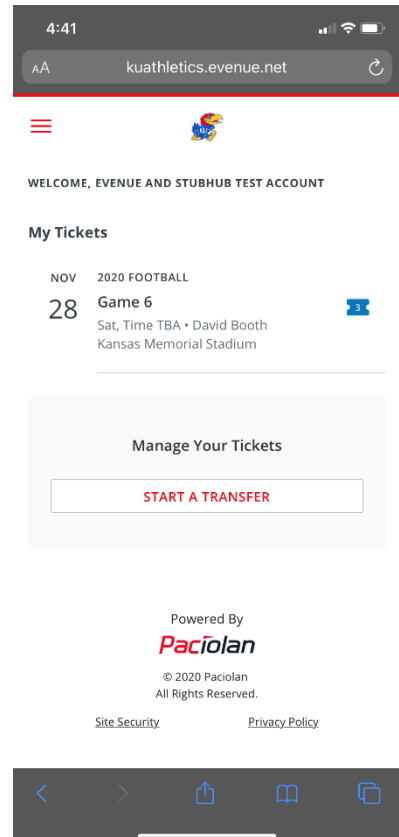 4:41
AA kuathletics.evenue.net
KU
WELCOME, EVENUE AND STUBHUB TEST ACCOUNT
My Tickets
NOV 2020 FOOTBALL
28 Game 6 3
Sat, Time TBA • David Booth
Kansas Memorial Stadium
Manage Your Tickets
START A TRANSFER
Powered By
Paciolan
© 2020 Paciolan
All Rights Reserved.
Site Security Privacy Policy